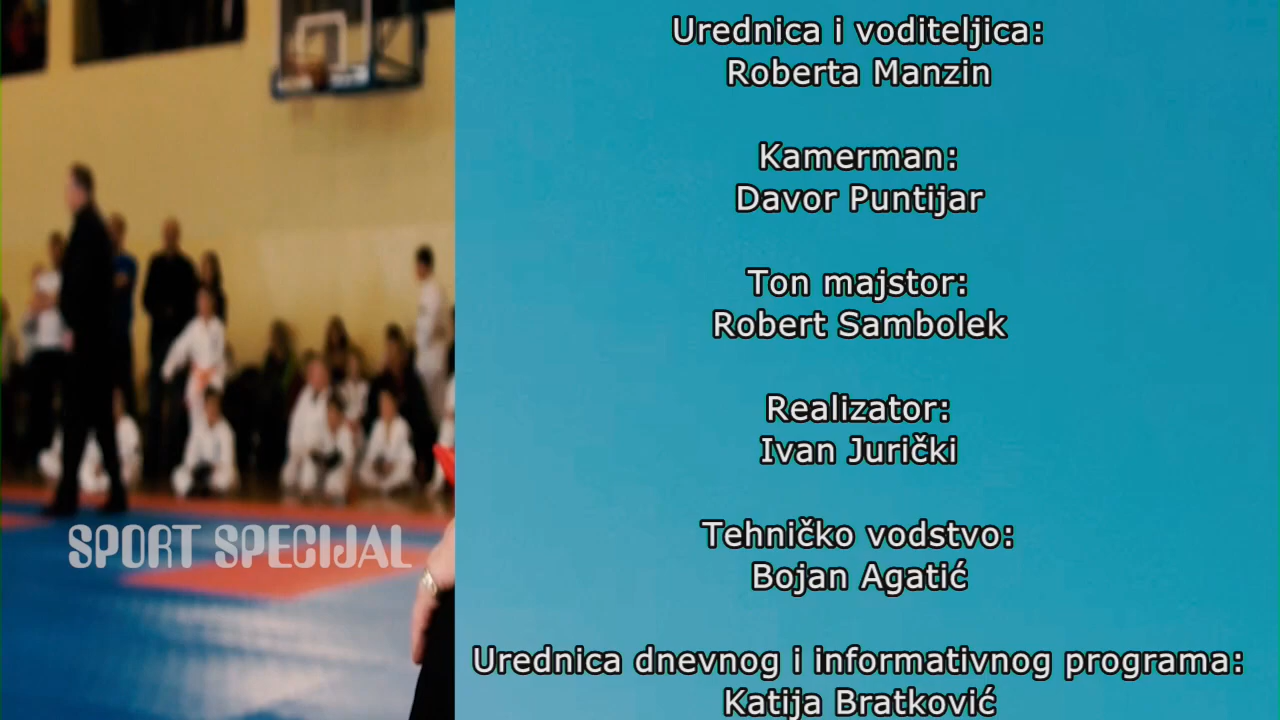 Urednica i voditeljica:
Roberta Manzin
Kamerman:
Davor Puntijar
Ton majstor:
Robert Sambolek
Realizator:
Ivan Jurički
Tehničko vodstvo:
Bojan Agatić
Urednica dnevnog i informativnog programa:
Katija Bratković
SPORT SPECIJAL